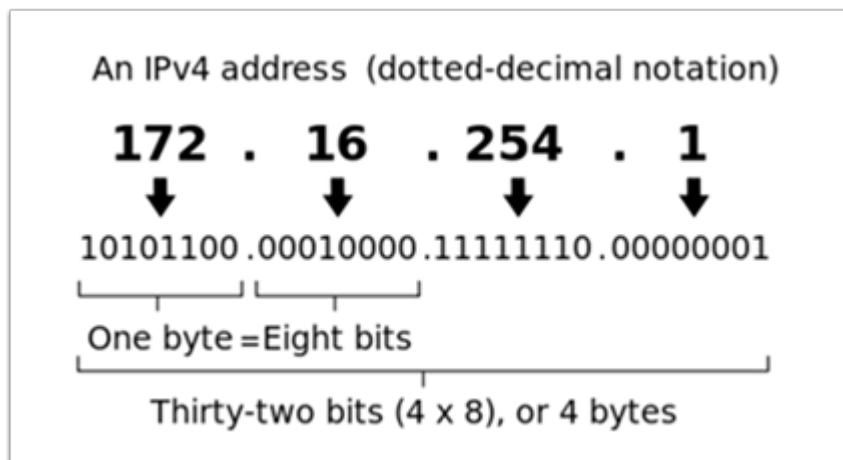 An IPv4 address (dotted-decimal notation)
172 . 16 . 254 . 1
10101100 .00010000 .11111110 .00000001
One byte =Eight bits
Thirty-two bits (4 x 8), or 4 bytes